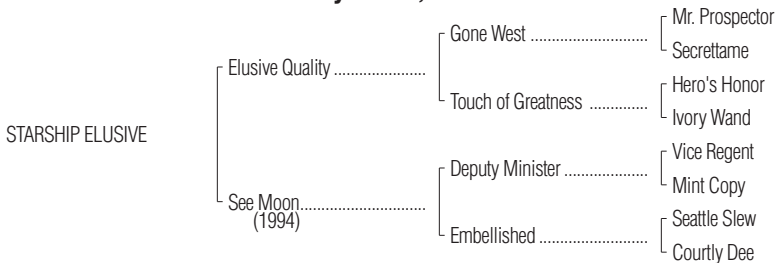 Mr. Prospector
Gone West ......................
Secrettame
Elusive Quality ......................
Hero's Honor
Touch of Greatness ..............
Ivory Wand
STARSHIP ELUSIVE
Vice Regent
Deputy Minister ....................
Mint Copy
See Moon...............................
(1994)
Seattle Slew
Embellished ..........................
Courtly Dee